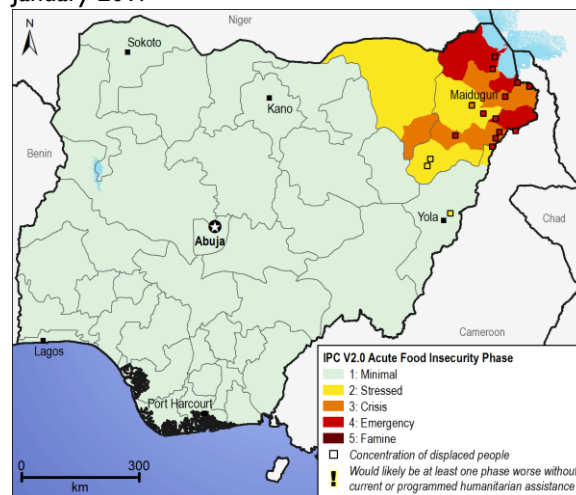 January 2017
N
Niger
Sokoto
Kano
Maidugurı
Benin
Yola
Chad
Abuja
Cameroon
Lagos
Port Harcourt
IPC V2.0 Acute Food Insecurity Phase
1: Minimal
2: Stressed
3: Crisis
4: Emergency
5: Famine
Concentration of displaced people
Would likely be at least one phase worse without
current or programmed humanitarian assistance
!
0
300
km